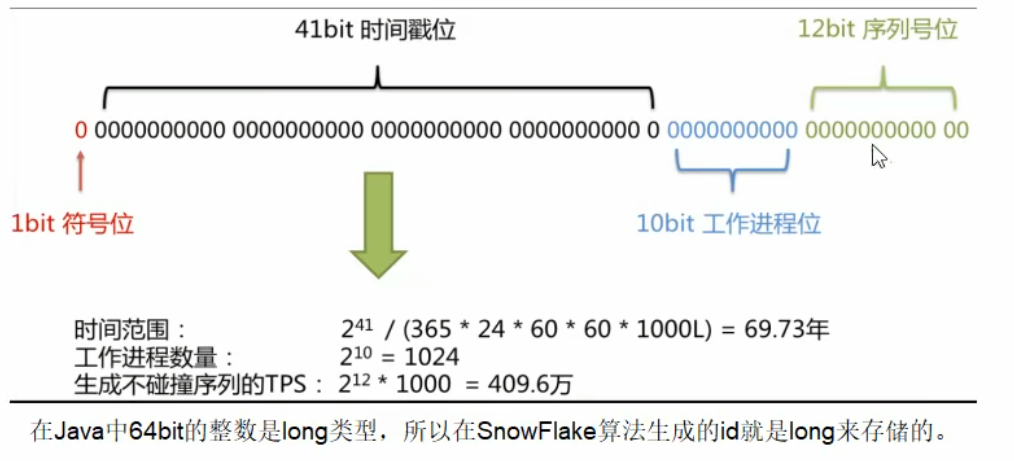 41bit 时间戳位 12bit 序列号位
0 0000000000 0000000000 0000000000 0000000000 0 0000000000 0000000000 00
1bit 符号位 10bit 工作进程位
时间范围： 2⁴¹ / (365 * 24 * 60 * 60 * 1000L) = 69.73年
工作进程数量： 2¹⁰ = 1024
生成不碰撞序列的TPS： 2¹² * 1000 = 409.6万
在Java中64bit的整数是long类型，所以在SnowFlake算法生成的id就是long来存储的。